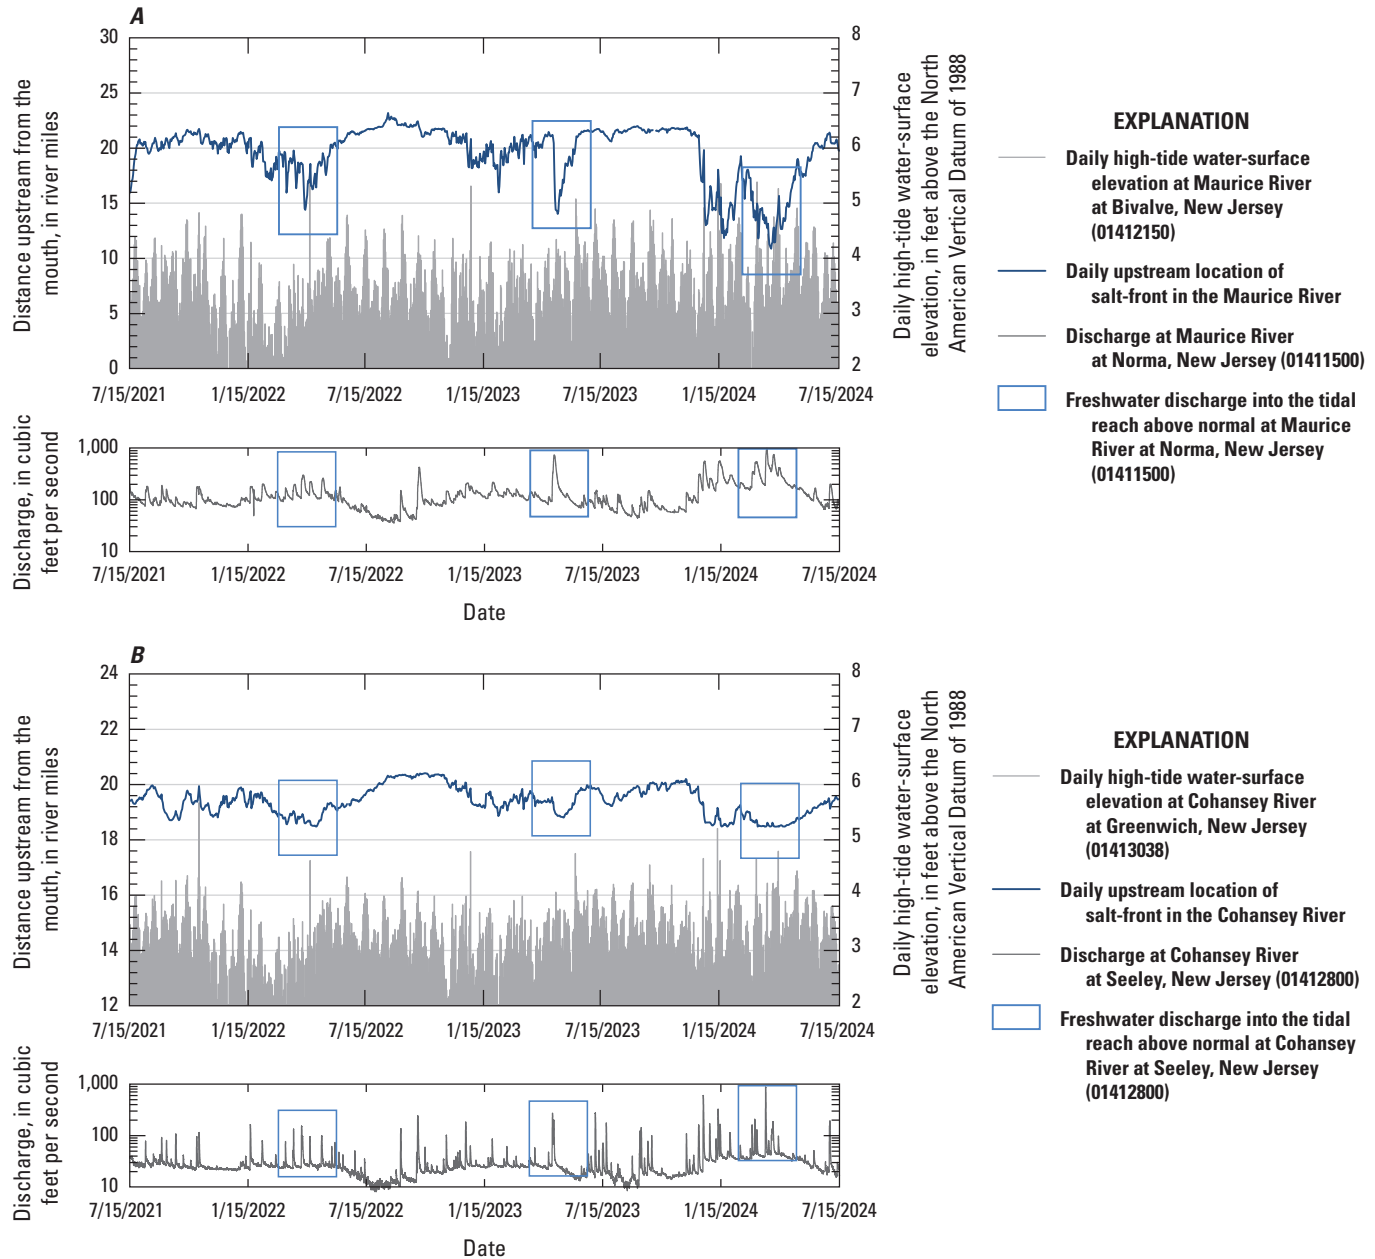 A
30
25
20
15
10
5
0
Distance upstream from the
mouth, in river miles
8
7
6
5
4
3
2
Daily high-tide water-surface
elevation, in feet above the North
American Vertical Datum of 1988
7/15/2021 1/15/2022 7/15/2022 1/15/2023 7/15/2023 1/15/2024 7/15/2024
EXPLANATION
Daily high-tide water-surface
elevation at Maurice River
at Bivalve, New Jersey
(01412150)
Daily upstream location of
salt-front in the Maurice River
Discharge at Maurice River
at Norma, New Jersey (01411500)
Freshwater discharge into the tidal
reach above normal at Maurice
River at Norma, New Jersey
(01411500)
1,000
100
10
Discharge, in cubic
feet per second
7/15/2021 1/15/2022 7/15/2022 1/15/2023 7/15/2023 1/15/2024 7/15/2024
Date
B
24
22
20
18
16
14
12
Distance upstream from the
mouth, in river miles
8
7
6
5
4
3
2
Daily high-tide water-surface
elevation, in feet above the North
American Vertical Datum of 1988
7/15/2021 1/15/2022 7/15/2022 1/15/2023 7/15/2023 1/15/2024 7/15/2024
EXPLANATION
Daily high-tide water-surface
elevation at Cohansey River
at Greenwich, New Jersey
(01413038)
Daily upstream location of
salt-front in the Cohansey River
Discharge at Cohansey River
at Seeley, New Jersey (01412800)
Freshwater discharge into the tidal
reach above normal at Cohansey
River at Seeley, New Jersey
(01412800)
1,000
100
10
Discharge, in cubic
feet per second
7/15/2021 1/15/2022 7/15/2022 1/15/2023 7/15/2023 1/15/2024 7/15/2024
Date